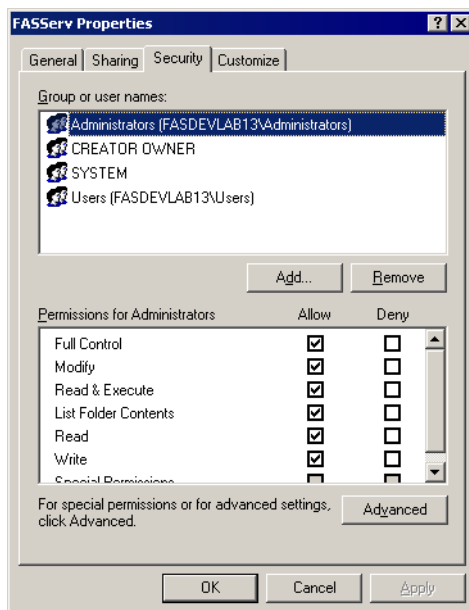 FASServ Properties
General Sharing Security Customize
Group or user names:
Administrators (FASDEVLAB13\Administrators)
CREATOR OWNER
SYSTEM
Users (FASDEVLAB13\Users)
Add... Remove
Permissions for Administrators Allow Deny
Full Control
Modify
Read & Execute
List Folder Contents
Read
Write
Special Permissions
For special permissions or for advanced settings, Advanced
click Advanced.
OK Cancel Apply